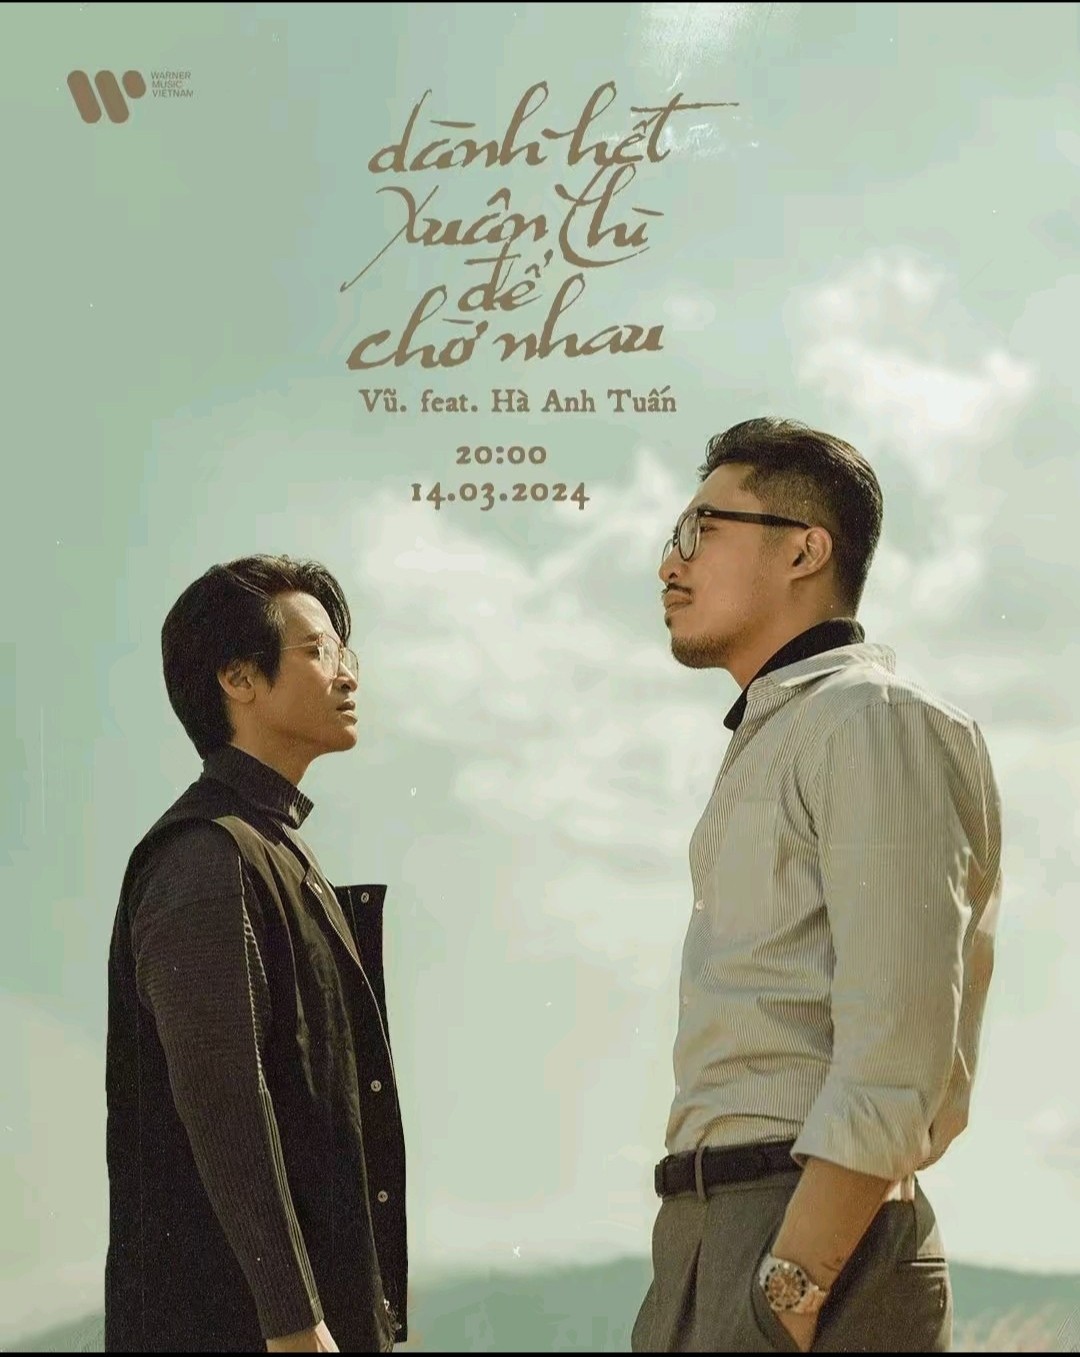 WARNER
MUSIC
VIETNAM
dành hết
xuân thì
để
chờ nhau
Vũ. feat. Hà Anh Tuấn
20:00
14.03.2024